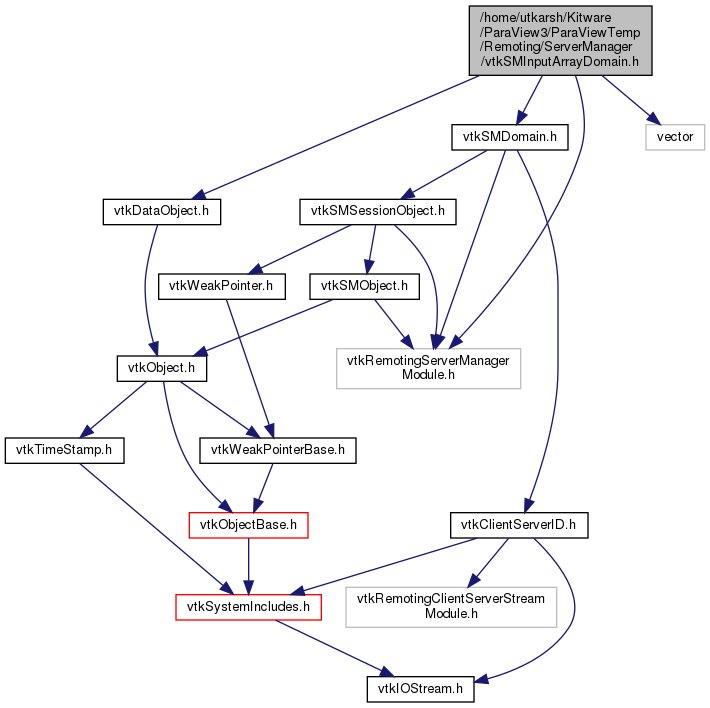 /home/utkarsh/Kitware
/ParaView3/ParaViewTemp
/Remoting/ServerManager
/vtkSMInputArrayDomain.h
vtkSMDomain.h
vector
vtkDataObject.h
vtkSMSessionObject.h
vtkWeakPointer.h
vtkSMObject.h
vtkObject.h
vtkRemotingServerManager
Module.h
vtkTimeStamp.h
vtkWeakPointerBase.h
vtkObjectBase.h
vtkClientServerID.h
vtkSystemIncludes.h
vtkRemotingClientServerStream
Module.h
vtkIOStream.h